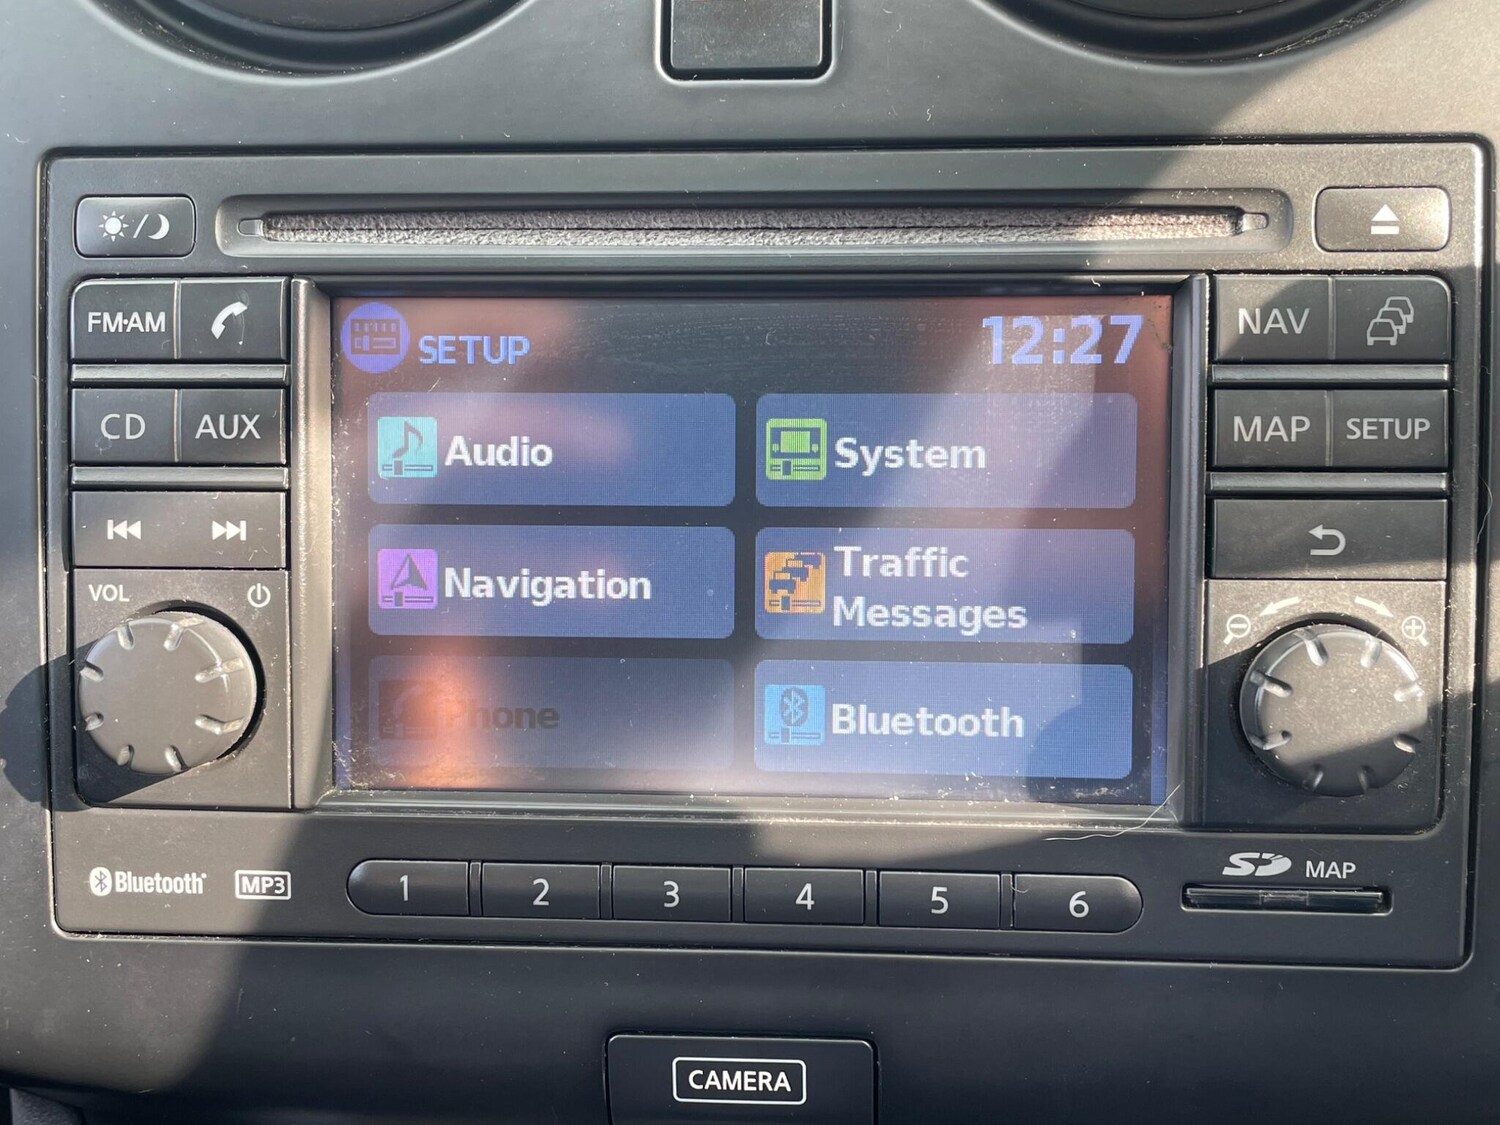 FM·AM
SETUP
12:27
NAV
CD
AUX
Audio
System
MAP
SETUP
VOL
Navigation
Traffic
Messages
Phone
Bluetooth
Bluetooth
MP3
1
2
3
4
5
6
SD
MAP
CAMERA